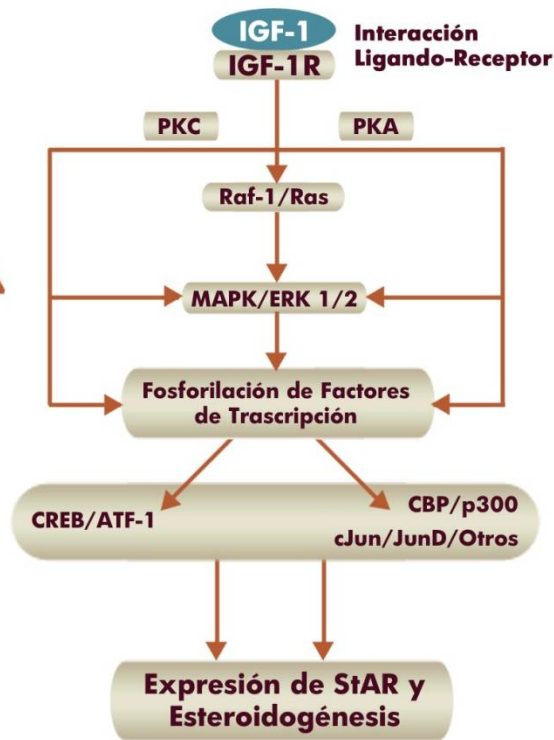 IGF-1
IGF-1R
Interacción
Ligando-Receptor
PKC
PKA
Raf-1/Ras
MAPK/ERK 1/2
Fosforilación de Factores
de Trascripción
CREB/ATF-1
CBP/p300
cJun/JunD/Otros
Expresión de StAR y
Esteroidogénesis